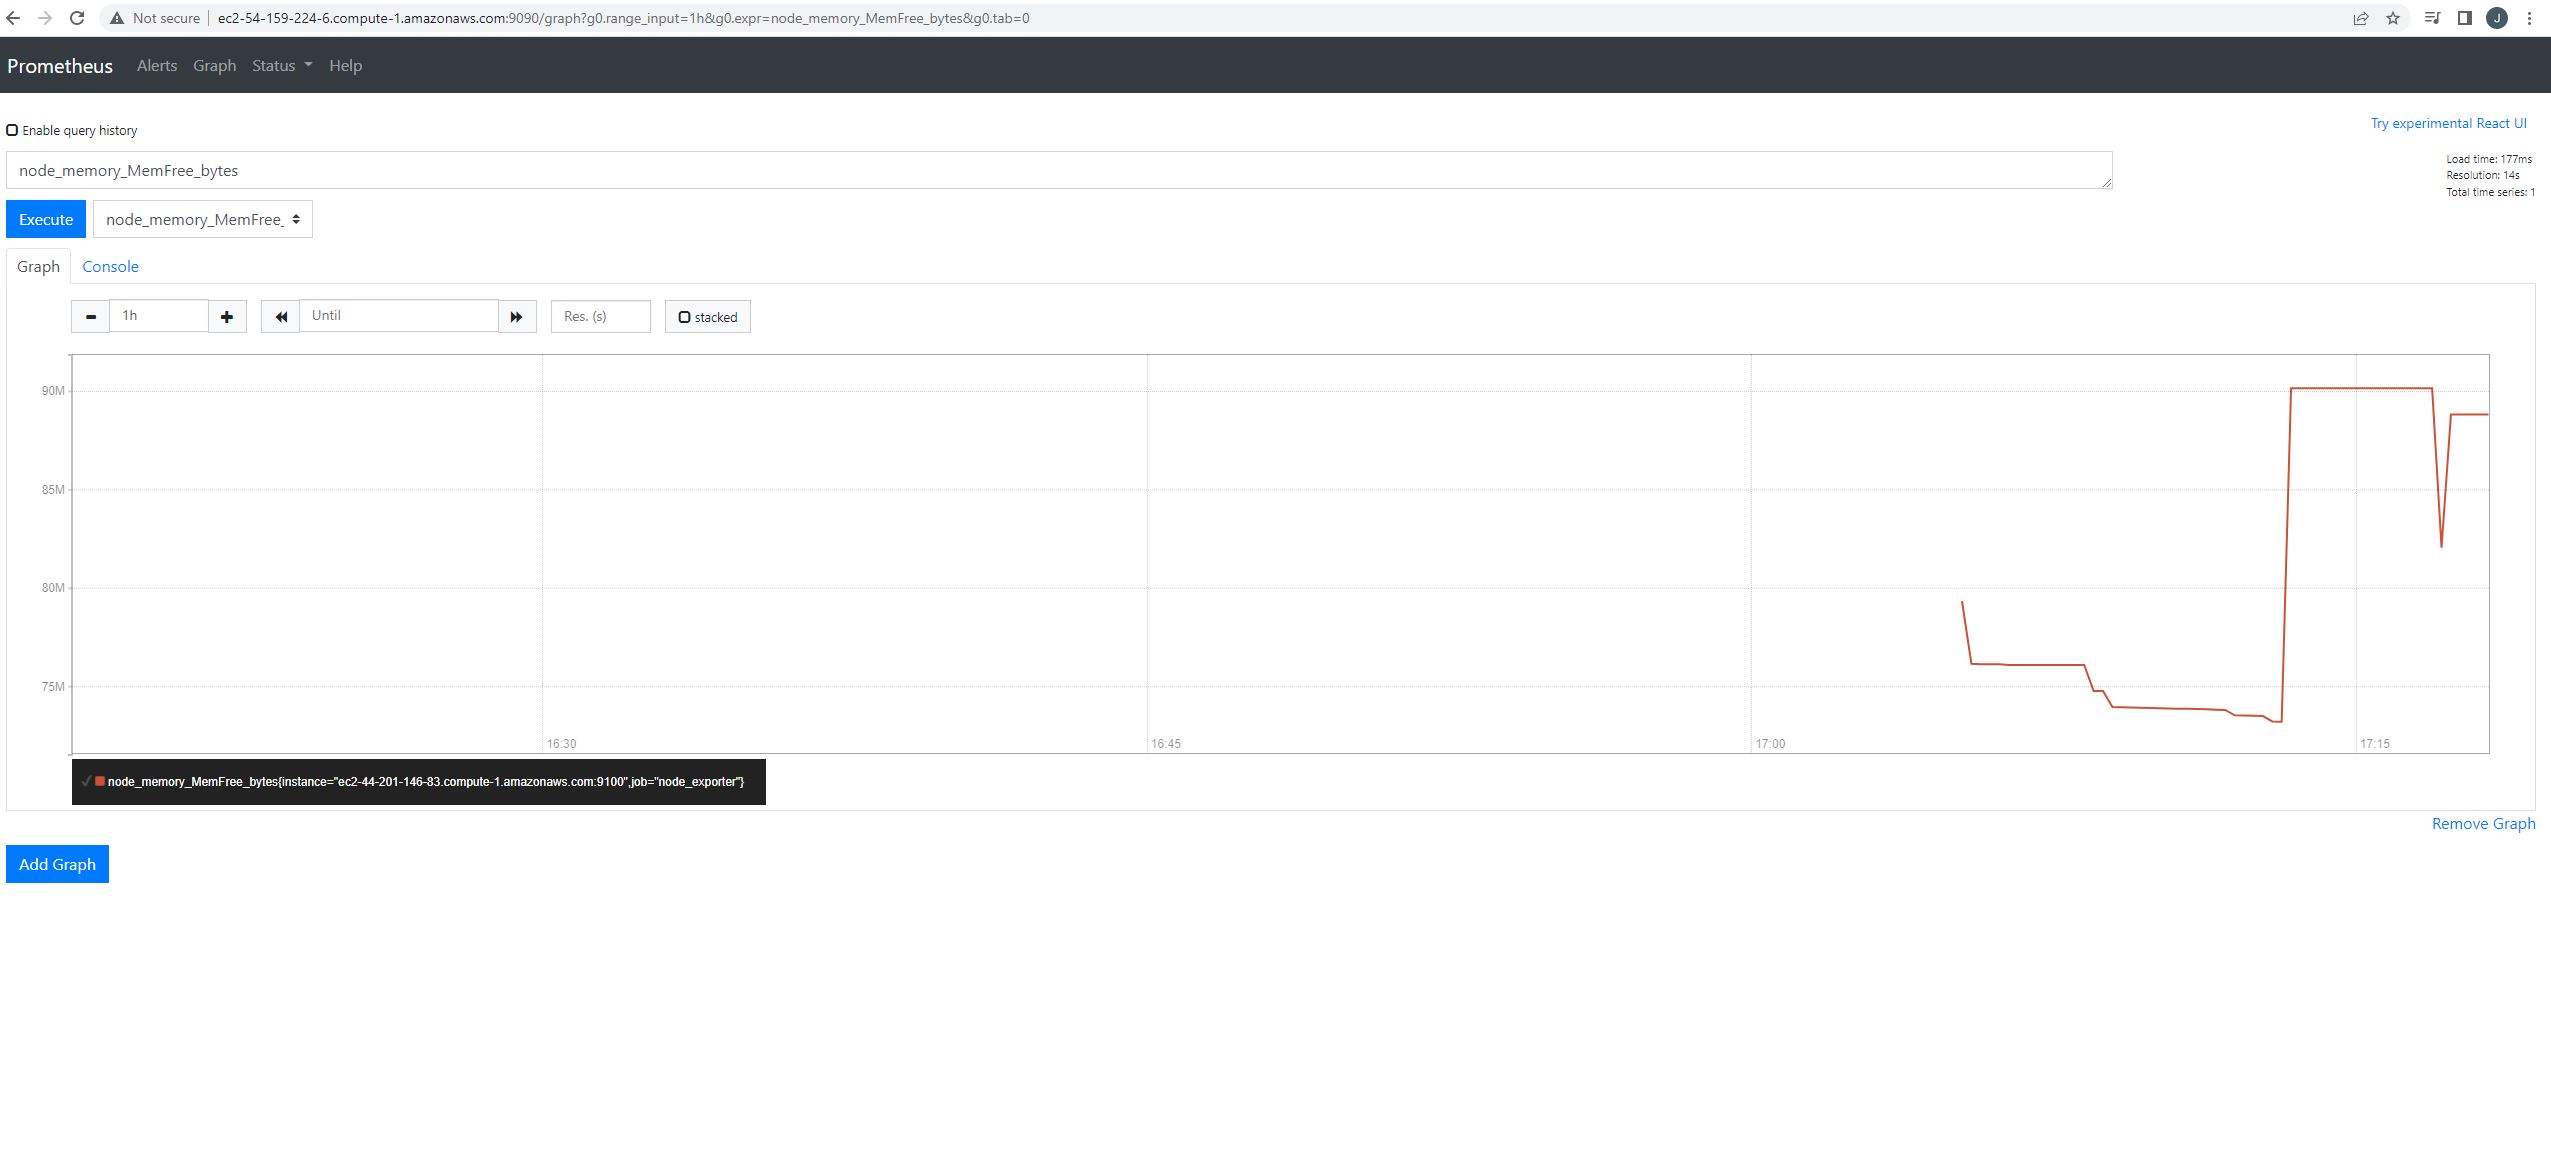 Not secure ec2-54-159-224-6.compute-1.amazonaws.com:9090/graph?g0.range_input=1h&g0.expr=node_memory_MemFree_bytes&g0.tab=0 J
Prometheus Alerts Graph Status Help
Enable query history
Try experimental React UI
node_memory_MemFree_bytes
Load time: 177ms
Resolution: 14s
Total time series: 1
Execute node_memory_MemFree_
Graph Console
1h Until Res. (s) stacked
90M
85M
80M
75M
16:30 16:45 17:00 17:15
node_memory_MemFree_bytes{instance="ec2-44-201-146-83.compute-1.amazonaws.com:9100",job="node_exporter"}
Remove Graph
Add Graph